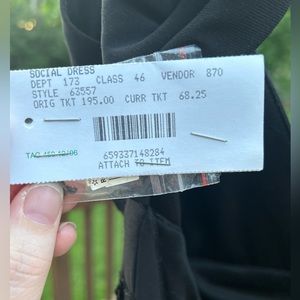 SOCIAL DRESS
DEPT 173 CLASS 46 VENDOR 870
STYLE 63557
ORIG TKT 195.00 CURR TKT 68.25
659337148284
ATTACH TO ITEM